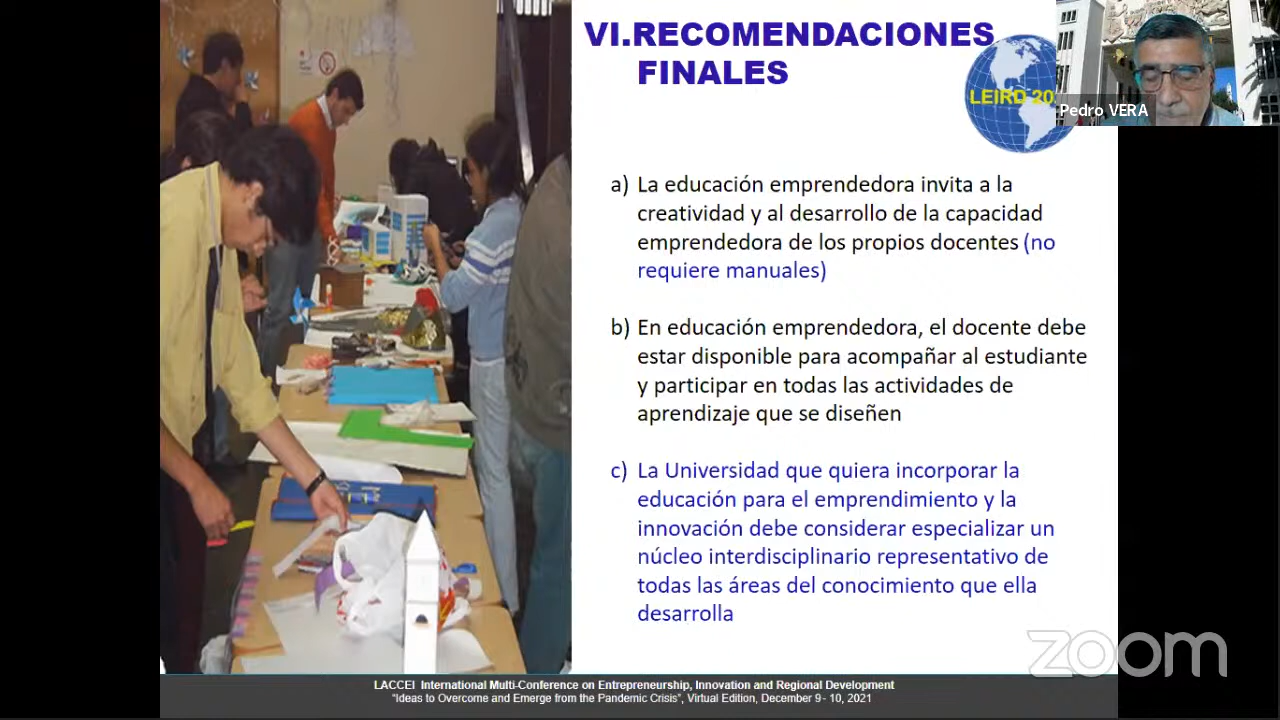 VI.RECOMENDACIONES
FINALES
LEIRD 20
Pedro VERA
a) La educación emprendedora invita a la
creatividad y al desarrollo de la capacidad
emprendedora de los propios docentes (no
requiere manuales)
b) En educación emprendedora, el docente debe
estar disponible para acompañar al estudiante
y participar en todas las actividades de
aprendizaje que se diseñen
c) La Universidad que quiera incorporar la
educación para el emprendimiento y la
innovación debe considerar especializar un
núcleo interdisciplinario representativo de
todas las áreas del conocimiento que ella
desarrolla
zoom
LACCEI International Multi-Conference on Entrepreneurship, Innovation and Regional Development
"Ideas to Overcome and Emerge from the Pandemic Crisis", Virtual Edition, December 9- 10, 2021